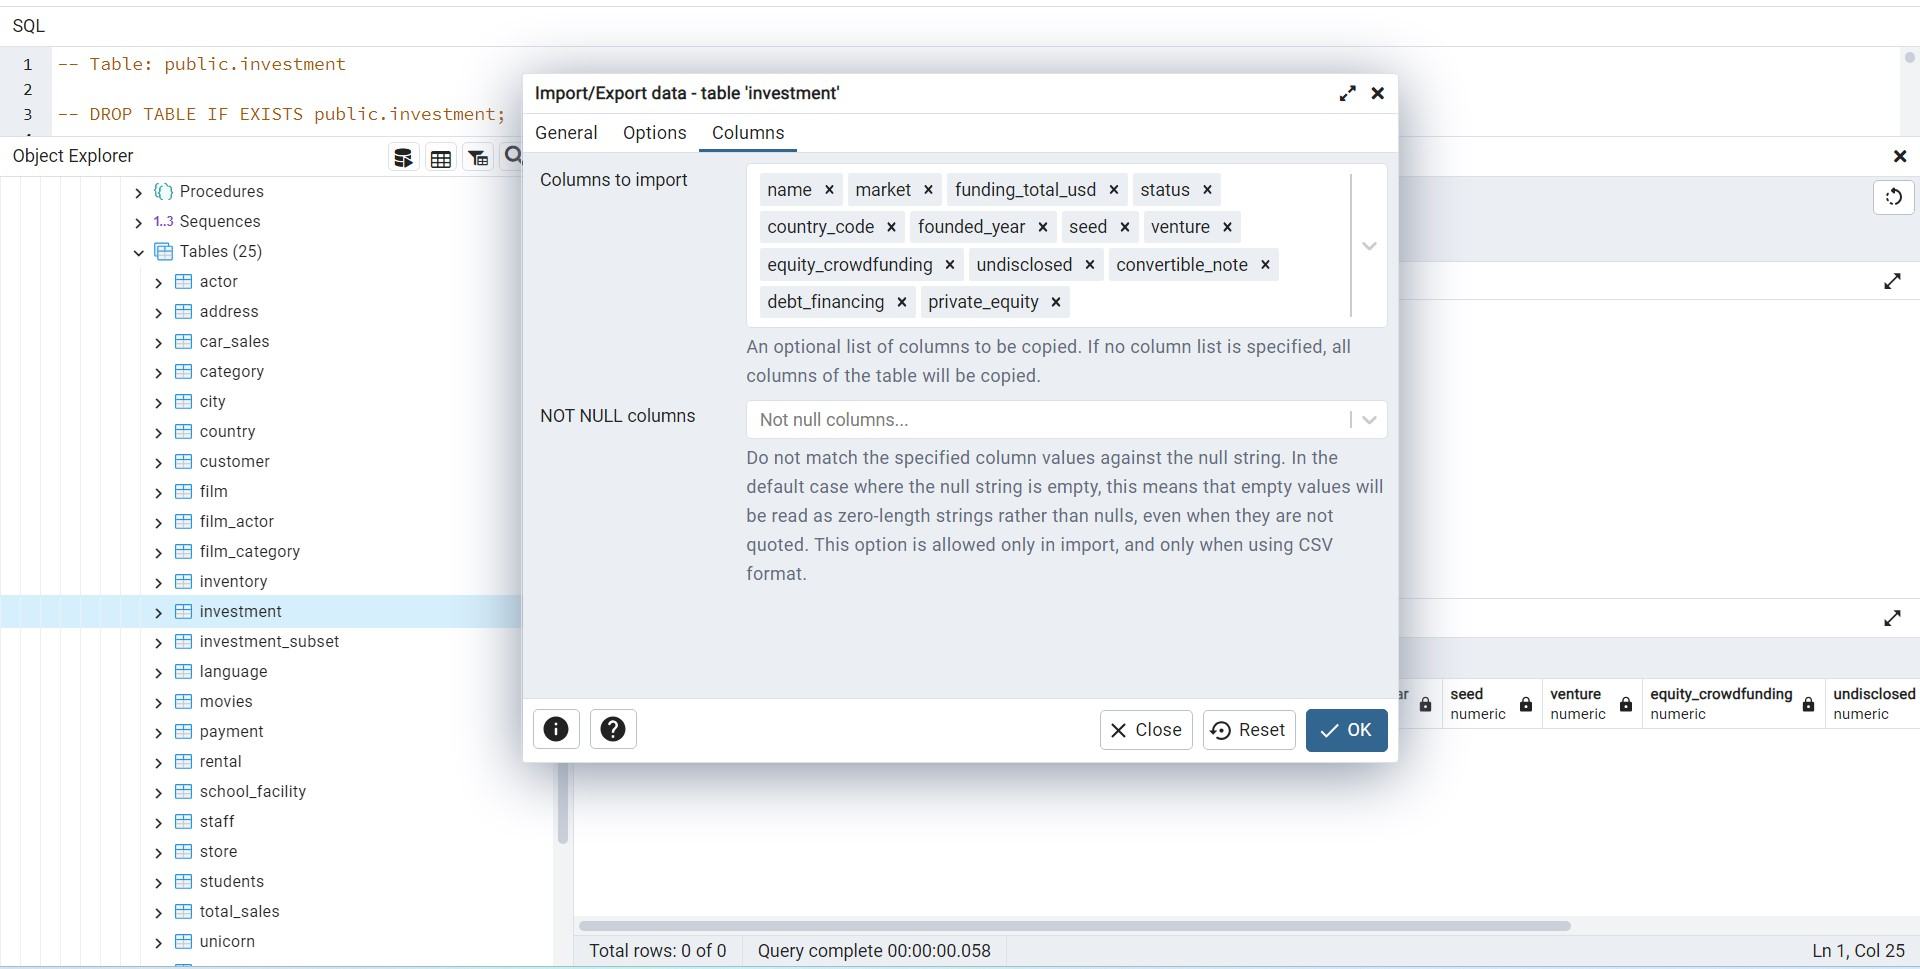 SQL
1 -- Table: public.investment
2
3 -- DROP TABLE IF EXISTS public.investment;
Object Explorer
Procedures
1..3 Sequences
Tables (25)
actor
address
car_sales
category
city
country
customer
film
film_actor
film_category
inventory
investment
investment_subset
language
movies
payment
rental
school_facility
staff
store
students
total_sales
unicorn
Import/Export data - table 'investment'
General Options Columns
Columns to import
name market funding_total_usd status
country_code founded_year seed venture
equity_crowdfunding undisclosed convertible_note
debt_financing private_equity
An optional list of columns to be copied. If no column list is specified, all
columns of the table will be copied.
NOT NULL columns
Not null columns...
Do not match the specified column values against the null string. In the
default case where the null string is empty, this means that empty values will
be read as zero-length strings rather than nulls, even when they are not
quoted. This option is allowed only in import, and only when using CSV
format.
Close Reset OK
ar seed venture equity_crowdfunding undisclosed
numeric numeric numeric numeric
Total rows: 0 of 0 Query complete 00:00:00.058 Ln 1, Col 25